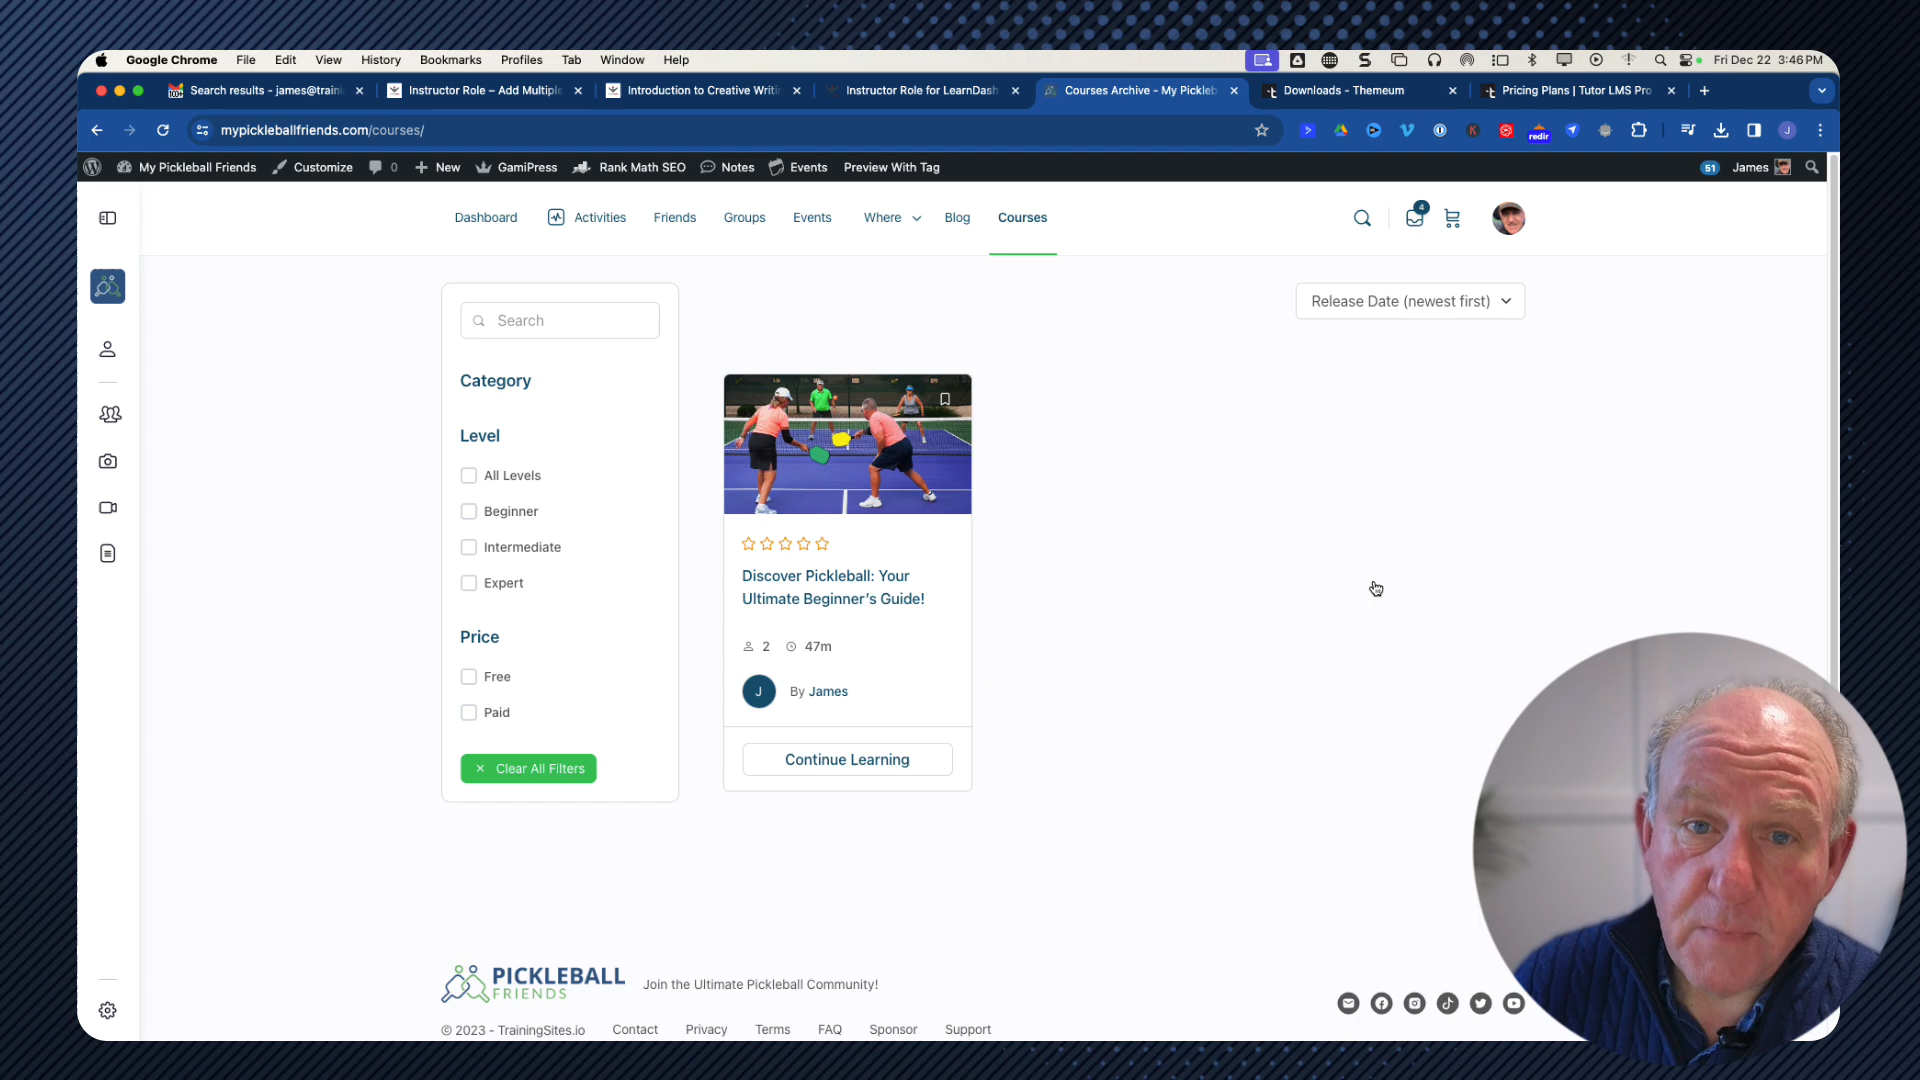 Google Chrome File Edit View History Bookmarks Profiles Tab Window Help Fri Dec 22 3:46 PM
Search results - james@traini Instructor Role – Add Multiple Introduction to Creative Writin Instructor Role for LearnDash Courses Archive - My Pickleb Downloads - Themeum Pricing Plans | Tutor LMS Pro
mypickleballfriends.com/courses/ redir J
My Pickleball Friends Customize 0 New GamiPress Rank Math SEO Notes Events Preview With Tag 51 James
Dashboard Activities Friends Groups Events Where Blog Courses 4
Release Date (newest first)
Search
Category
Level
All Levels
Beginner
Intermediate
Expert
Price
Free
Paid
Clear All Filters
Discover Pickleball: Your
Ultimate Beginner's Guide!
2 47m
J By James
Continue Learning
PICKLEBALL
FRIENDS
Join the Ultimate Pickleball Community!
© 2023 - TrainingSites.io Contact Privacy Terms FAQ Sponsor Support